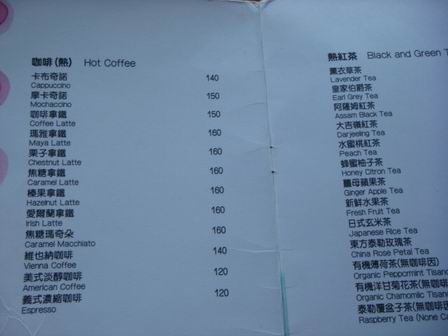 咖啡(熱) Hot Coffee
卡布奇諾 140
Cappuccino
摩卡奇諾 150
Mochaccino
咖啡拿鐵 150
Coffee Latte
瑪雅拿鐵 160
Maya Latte
栗子拿鐵 160
Chestnut Latte
焦糖拿鐵 160
Caramel Latte
榛果拿鐵 160
Hazelnut Latte
愛爾蘭拿鐵 160
Irish Latte
焦糖瑪奇朵 160
Caramel Macchiato
維也納咖啡 140
Vienna Coffee
美式淡醇咖啡 120
American Coffee
義式濃縮咖啡 120
Espresso
熱紅茶 Black and Green T
薰衣草茶
Lavender Tea
皇家伯爵茶
Earl Grey Tea
阿薩姆紅茶
Assam Black Tea
大吉嶺紅茶
Darjeeling Tea
水蜜桃紅茶
Peach Tea
蜂蜜柚子茶
Honey Citron Tea
薑母蘋果茶
Ginger Apple Tea
新鮮水果茶
Fresh Fruit Tea
日式玄米茶
Japanese Rice Tea
東方泰勒玫瑰茶
China Rose Petal Tea
有機薄荷茶(無咖啡因)
Organic Peppermint Tisane
有機洋甘菊花茶(無咖啡
Organic Chamomile Tisane
泰勒覆盆子茶(無咖啡因
Raspberry Tea (None C